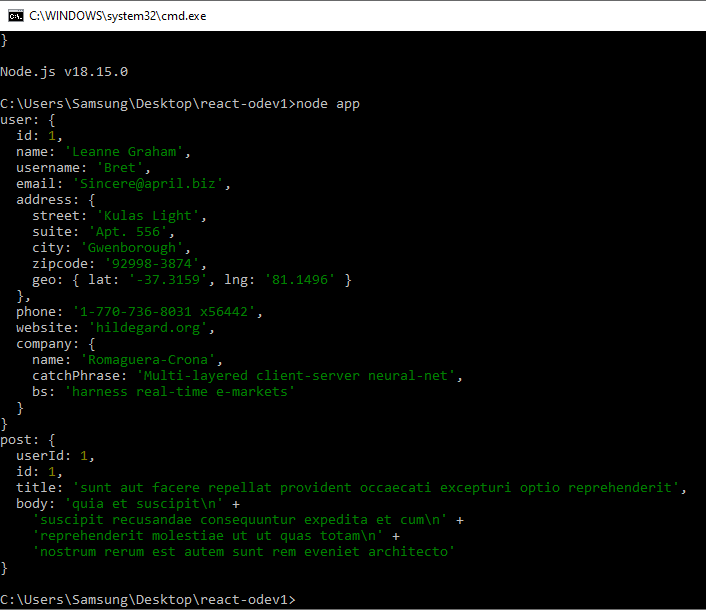 C:\WINDOWS\system32\cmd.exe
}

Node.js v18.15.0

C:\Users\Samsung\Desktop\react-odev1>node app
user: {
  id: 1,
  name: 'Leanne Graham',
  username: 'Bret',
  email: 'Sincere@april.biz',
  address: {
    street: 'Kulas Light',
    suite: 'Apt. 556',
    city: 'Gwenborough',
    zipcode: '92998-3874',
    geo: { lat: '-37.3159', lng: '81.1496' }
  },
  phone: '1-770-736-8031 x56442',
  website: 'hildegard.org',
  company: {
    name: 'Romaguera-Crona',
    catchPhrase: 'Multi-layered client-server neural-net',
    bs: 'harness real-time e-markets'
  }
}
post: {
  userId: 1,
  id: 1,
  title: 'sunt aut facere repellat provident occaecati excepturi optio reprehenderit',
  body: 'quia et suscipit\n' +
    'suscipit recusandae consequuntur expedita et cum\n' +
    'reprehenderit molestiae ut ut quas totam\n' +
    'nostrum rerum est autem sunt rem eveniet architecto'
}

C:\Users\Samsung\Desktop\react-odev1>